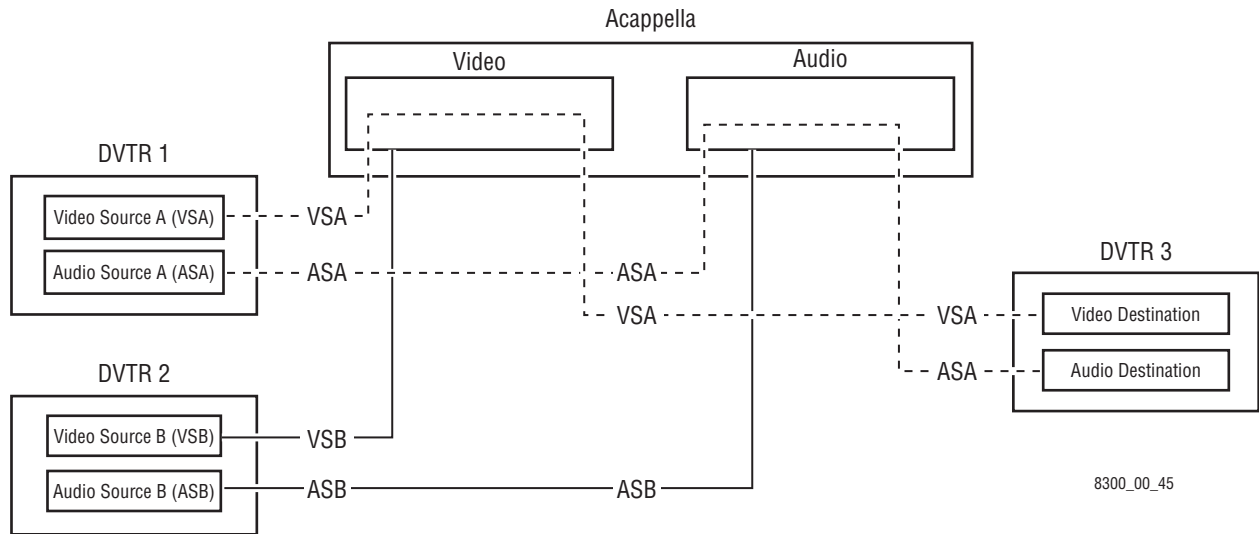 Acappella
Video
Audio
DVTR 1
Video Source A (VSA)
VSA
Audio Source A (ASA)
ASA
ASA
DVTR 3
VSA
VSA
Video Destination
ASA
Audio Destination
DVTR 2
Video Source B (VSB)
VSB
Audio Source B (ASB)
ASB
ASB
8300_00_45